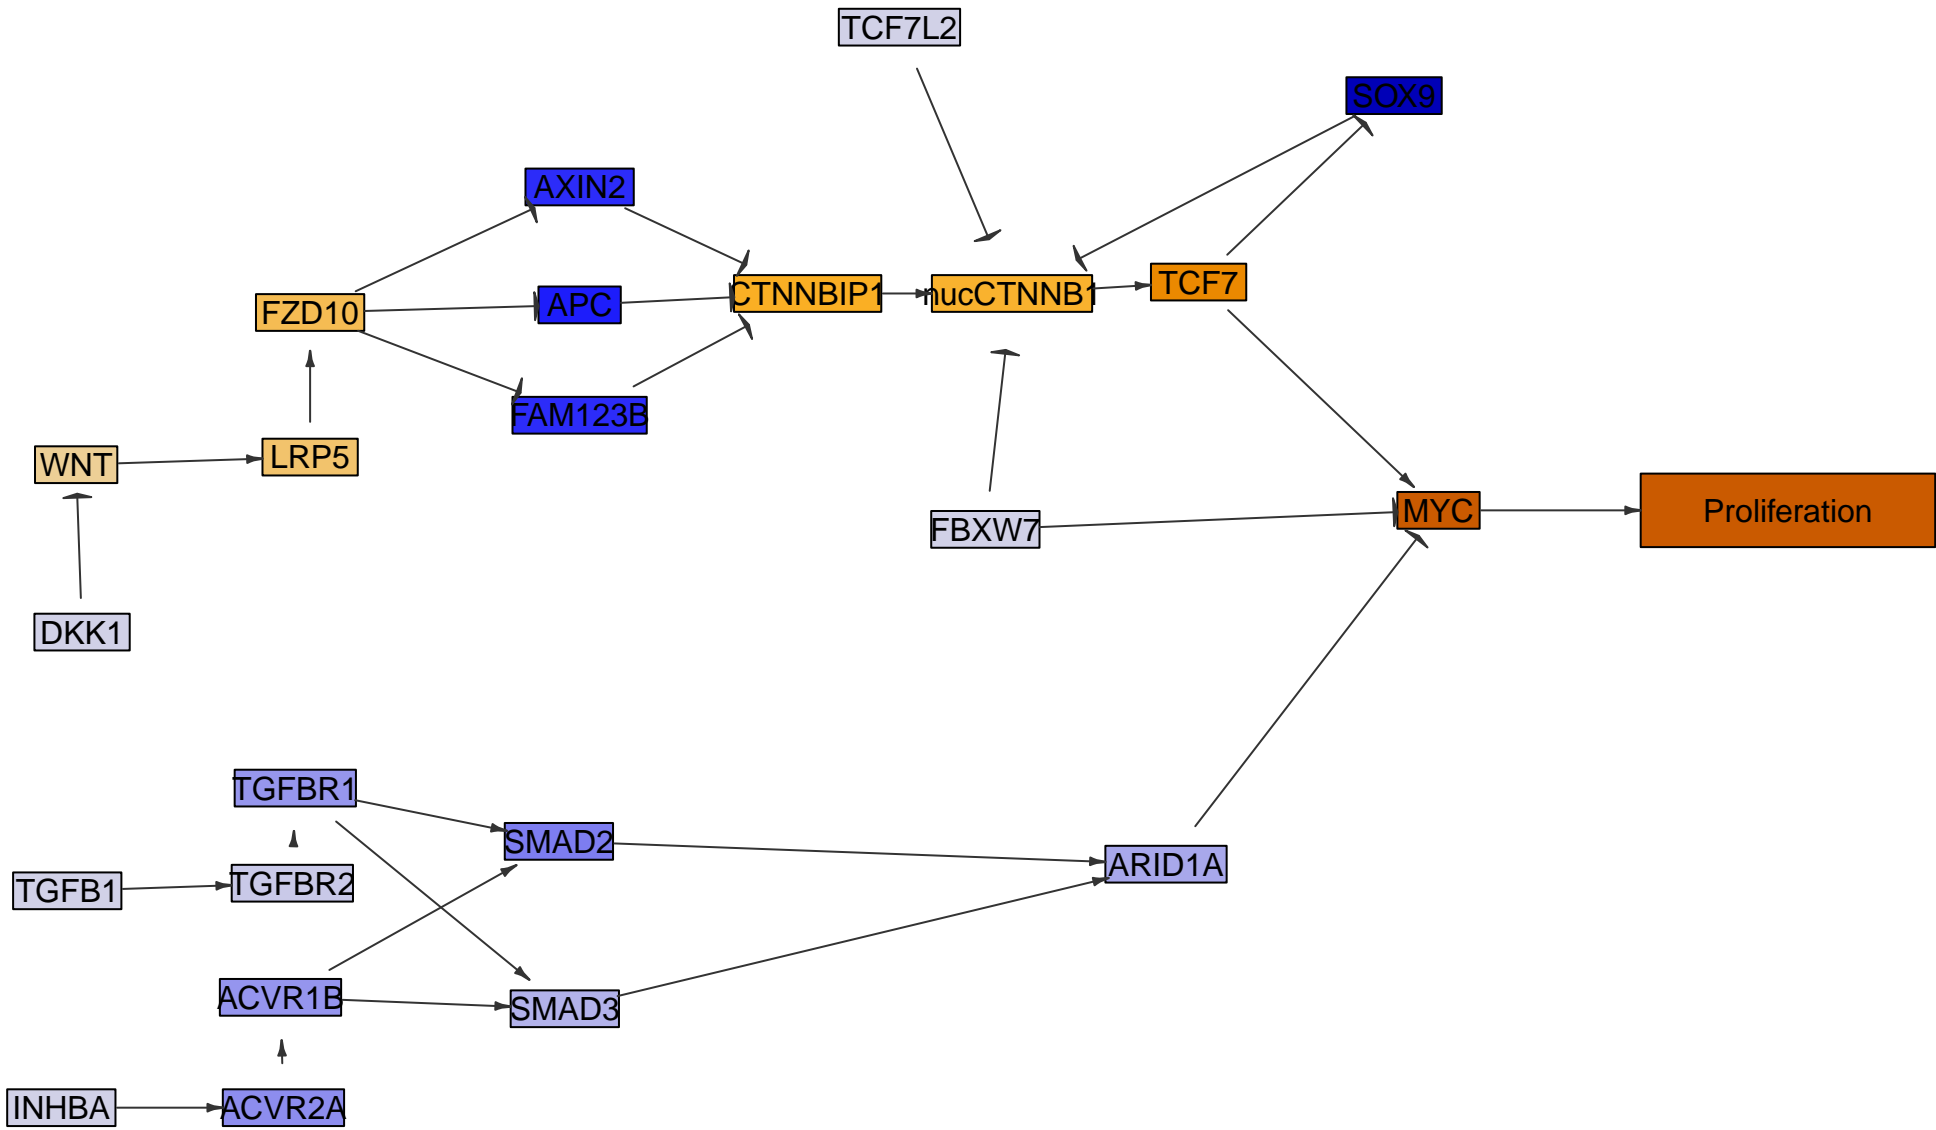 TCF7L2
SOX9
AXIN2
FZD10
APC
CTNNBIP1
nucCTNNB1
TCF7
FAM123B
WNT
LRP5
FBXW7
MYC
Proliferation
DKK1
TGFBR1
SMAD2
ARID1A
TGFB1
TGFBR2
ACVR1B
SMAD3
INHBA
ACVR2A